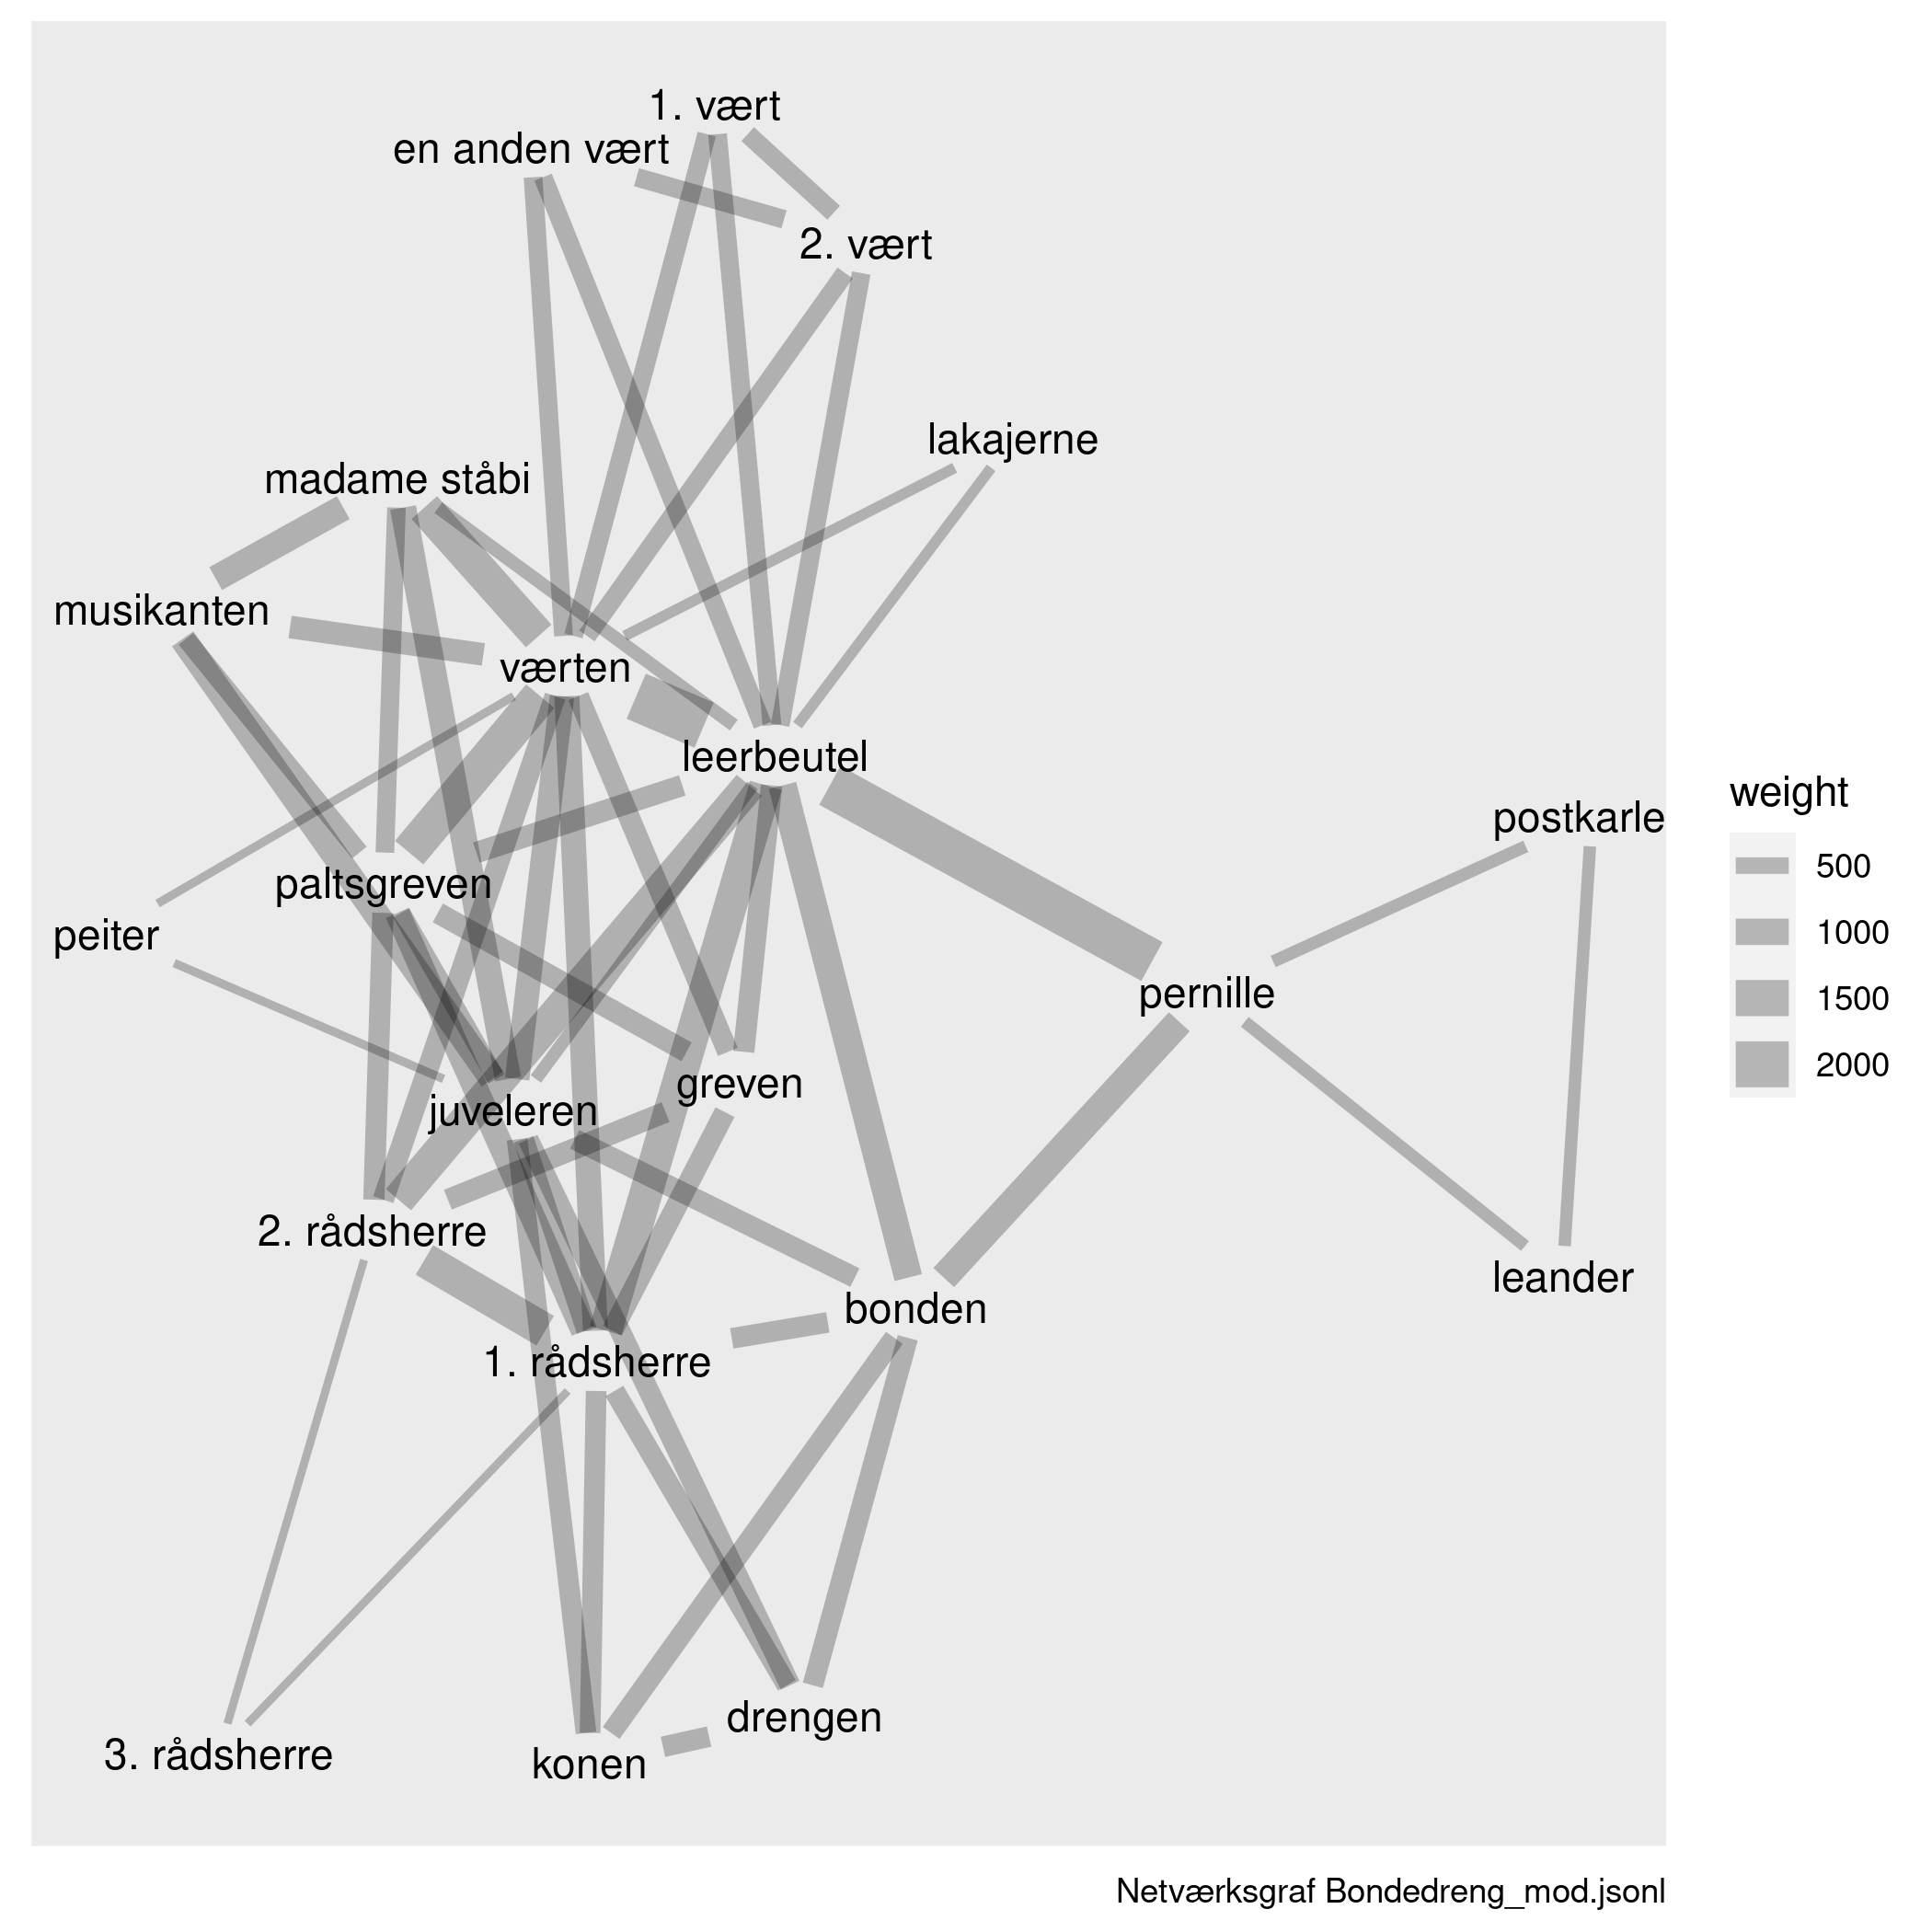 1. vært
en anden vært
2. vært
lakajerne
madame ståbi
musikanten
værten
leerbeutel
postkarle
paltsgreven
peiter
pernille
greven
juveleren
2. rådsherre
leander
bonden
1. rådsherre
drengen
3. rådsherre
konen
weight
500
1000
1500
2000
Netværksgraf Bondedreng_mod.jsonl